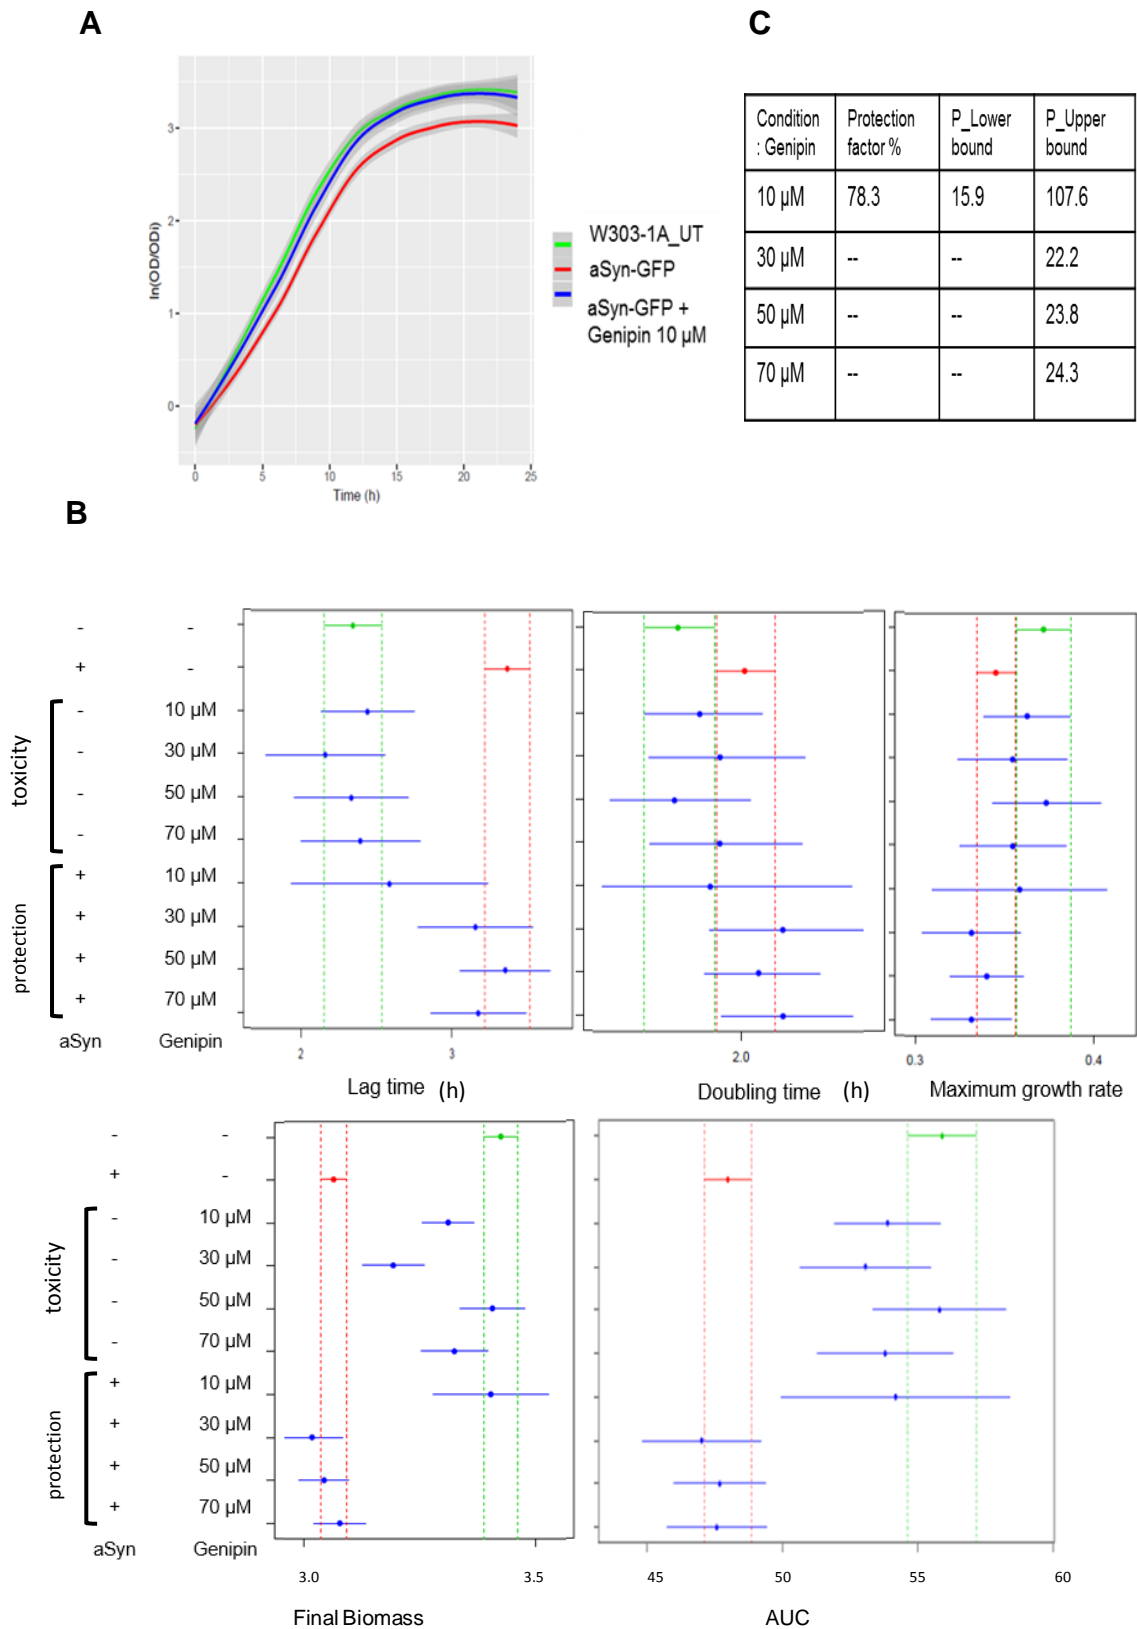 A
C
ln(OD/ODi)
3
2
1
0
0 5 10 15 20 25
Time (h)
W303-1A_UT
aSyn-GFP
aSyn-GFP +
Genipin 10 µM
Condition : Genipin
Protection factor %
P_Lower bound
P_Upper bound
10 µM 78.3 15.9 107.6
30 µM -- -- 22.2
50 µM -- -- 23.8
70 µM -- -- 24.3
B
- -
+ -
toxicity
- 10 µM
- 30 µM
- 50 µM
- 70 µM
protection
+ 10 µM
+ 30 µM
+ 50 µM
+ 70 µM
aSyn Genipin
2 3
Lag time (h)
2.0
Doubling time (h)
0.3 0.4
Maximum growth rate
- -
+ -
toxicity
- 10 µM
- 30 µM
- 50 µM
- 70 µM
protection
+ 10 µM
+ 30 µM
+ 50 µM
+ 70 µM
aSyn Genipin
3.0 3.5
Final Biomass
45 50 55 60
AUC